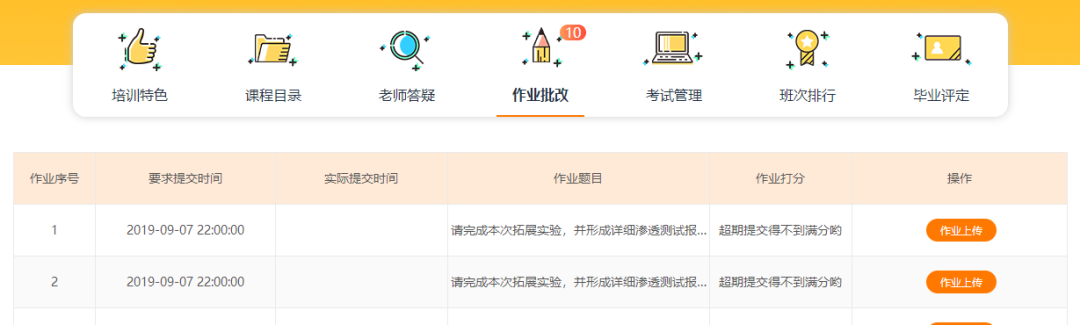 10
培训特色 课程目录 老师答疑 作业批改 考试管理 班次排行 毕业评定
作业序号 要求提交时间 实际提交时间 作业题目 作业打分 操作
1 2019-09-07 22:00:00 请完成本次拓展实验，并形成详细渗透测试报... 超期提交得不到满分哟 作业上传
2 2019-09-07 22:00:00 请完成本次拓展实验，并形成详细渗透测试报... 超期提交得不到满分哟 作业上传